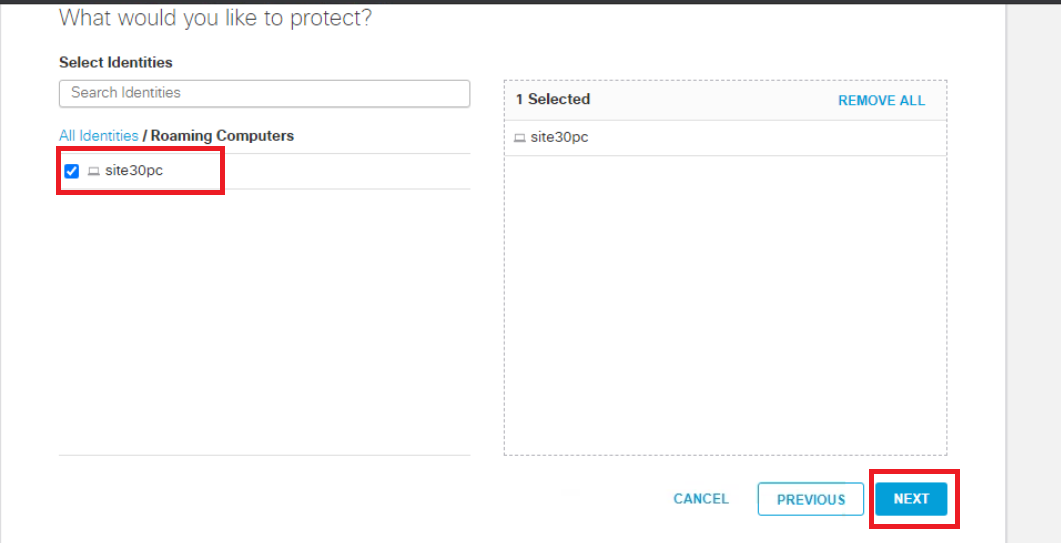 What would you like to protect?
Select Identities
Search Identities
All Identities / Roaming Computers
site30pc
1 Selected
REMOVE ALL
site30pc
CANCEL
PREVIOUS
NEXT